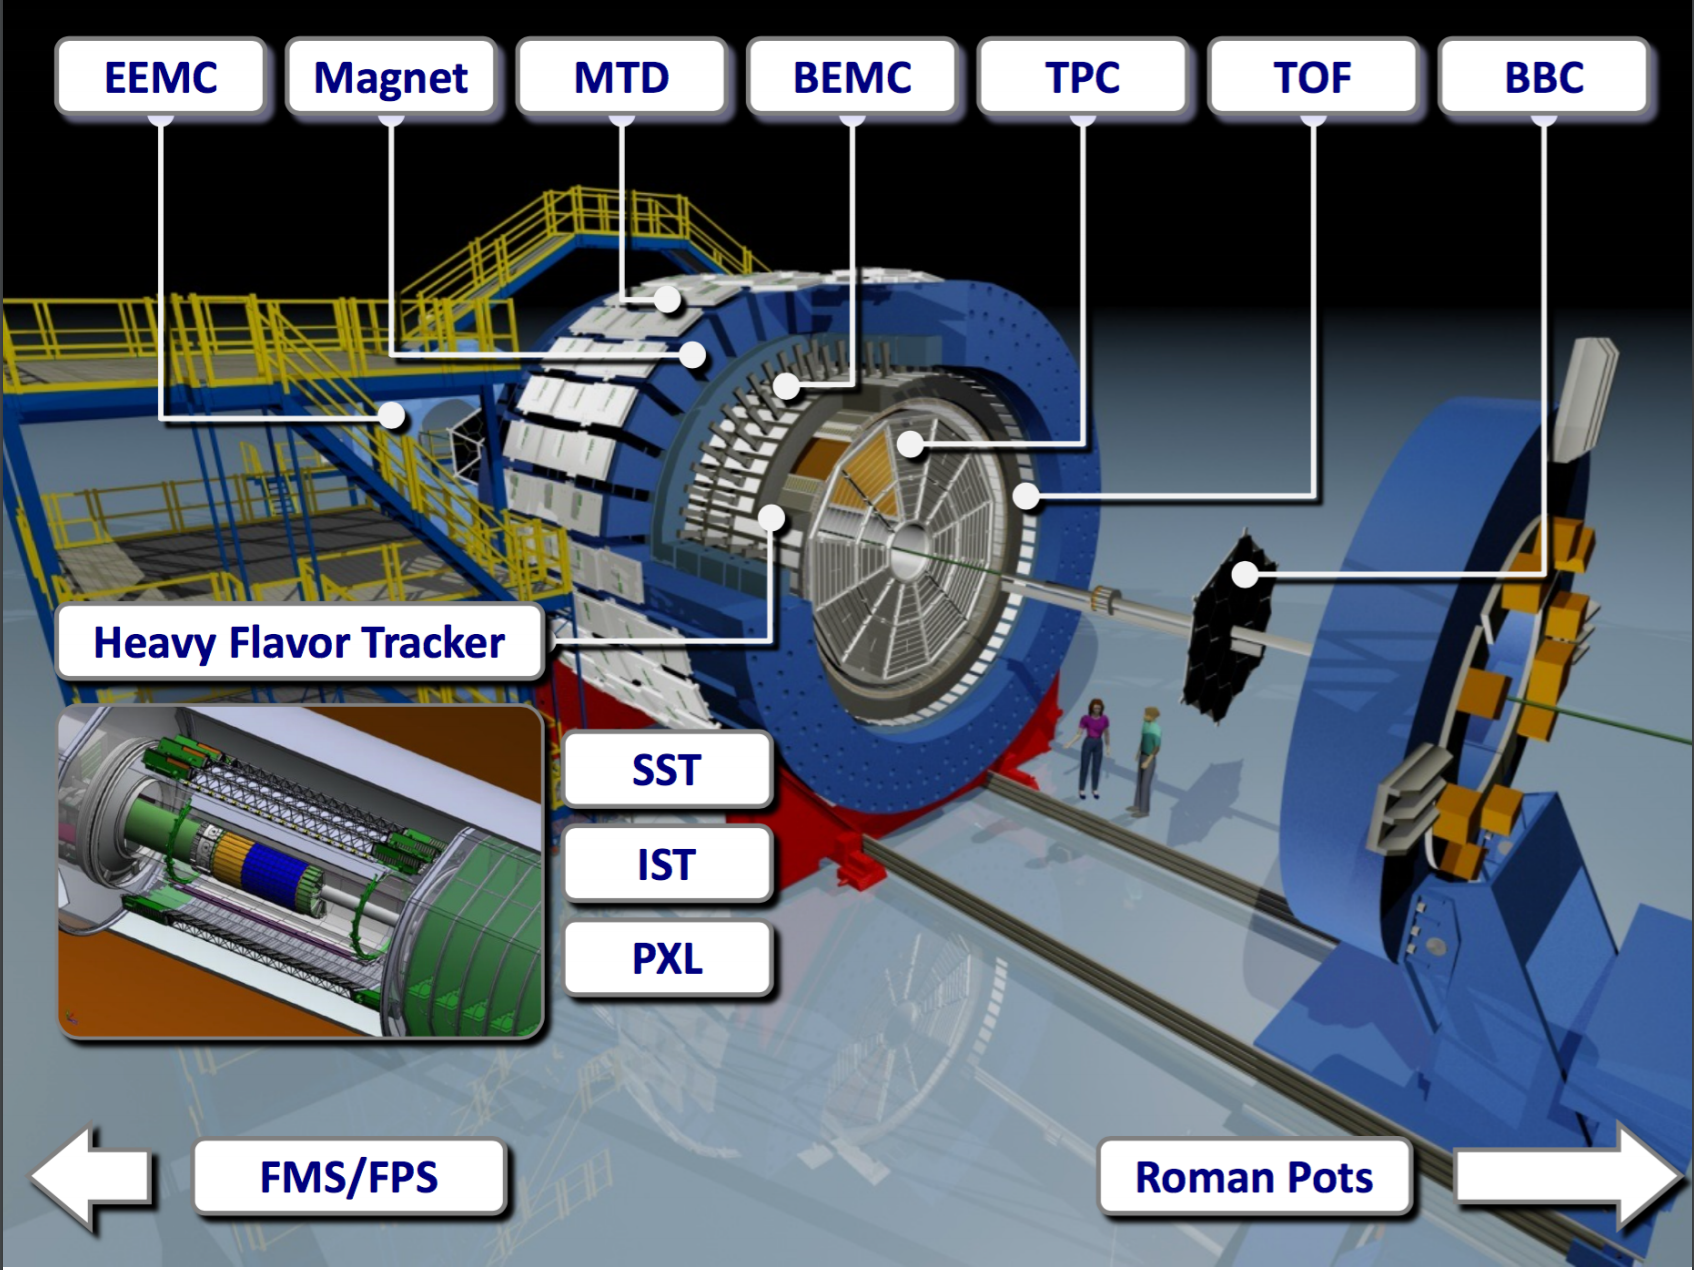 EEMC
Magnet
MTD
BEMC
TPC
TOF
BBC
Heavy Flavor Tracker
SST
IST
PXL
FMS/FPS
Roman Pots